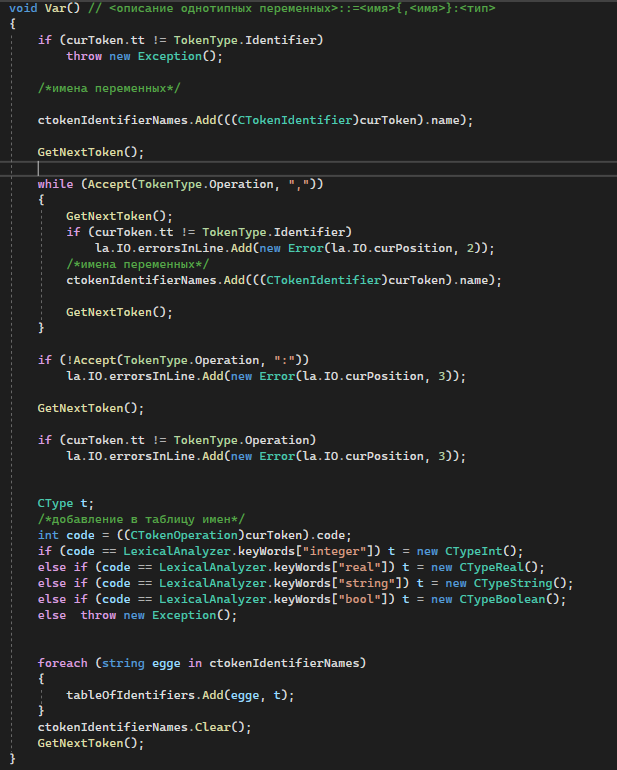 void Var() // <описание однотипных переменных>::=<имя>{,<имя>}:<тип>
{
if (curToken.tt != TokenType.Identifier)
throw new Exception();
/*имена переменных*/
ctokenIdentifierNames.Add(((CTokenIdentifier)curToken).name);
GetNextToken();
while (Accept(TokenType.Operation, ","))
{
GetNextToken();
if (curToken.tt != TokenType.Identifier)
la.IO.errorsInLine.Add(new Error(la.IO.curPosition, 2));
/*имена переменных*/
ctokenIdentifierNames.Add(((CTokenIdentifier)curToken).name);
GetNextToken();
}
if (!Accept(TokenType.Operation, ":"))
la.IO.errorsInLine.Add(new Error(la.IO.curPosition, 3));
GetNextToken();
if (curToken.tt != TokenType.Operation)
la.IO.errorsInLine.Add(new Error(la.IO.curPosition, 3));
CType t;
/*добавление в таблицу имен*/
int code = ((CTokenOperation)curToken).code;
if (code == LexicalAnalyzer.keyWords["integer"]) t = new CTypeInt();
else if (code == LexicalAnalyzer.keyWords["real"]) t = new CTypeReal();
else if (code == LexicalAnalyzer.keyWords["string"]) t = new CTypeString();
else if (code == LexicalAnalyzer.keyWords["bool"]) t = new CTypeBoolean();
else  throw new Exception();
foreach (string egge in ctokenIdentifierNames)
{
tableOfIdentifiers.Add(egge, t);
}
ctokenIdentifierNames.Clear();
GetNextToken();
}